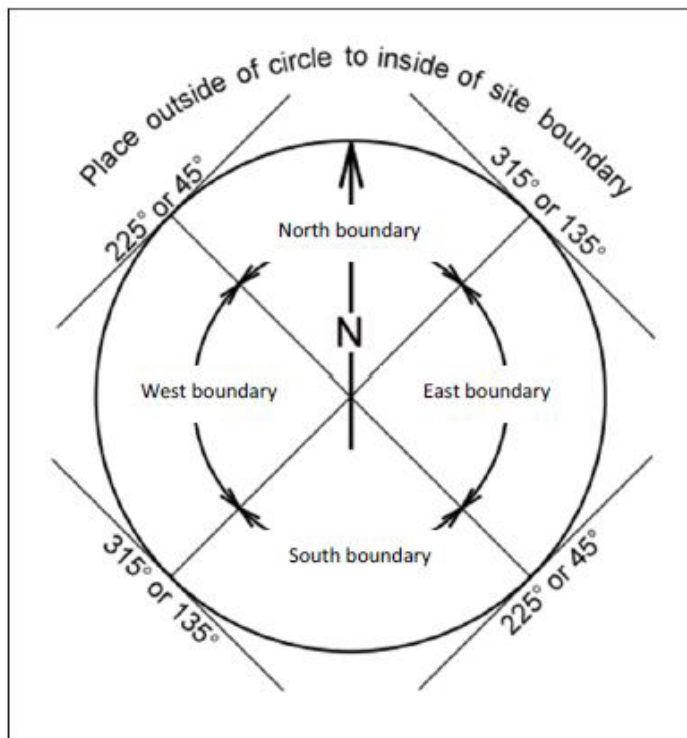 Place outside of circle to inside of site boundary
225° or 45°
315° or 135°
North boundary
N
West boundary
East boundary
South boundary
315° or 135°
225° or 45°